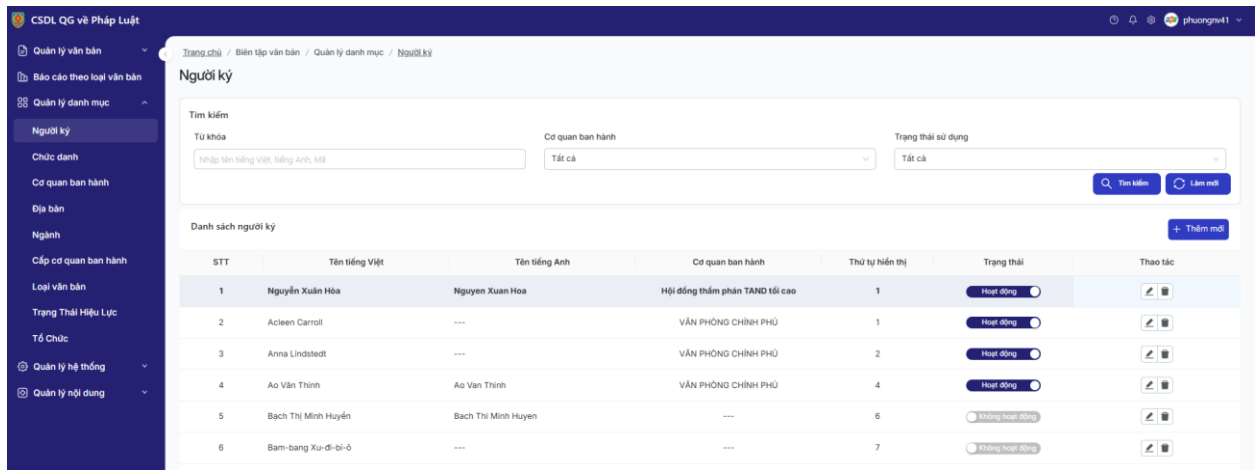 CSDL QG về Pháp Luật
phuongnv41
Quản lý văn bản
Báo cáo theo loại văn bản
Quản lý danh mục
Người ký
Chức danh
Cơ quan ban hành
Địa bàn
Ngành
Cấp cơ quan ban hành
Loại văn bản
Trạng Thái Hiệu Lực
Tổ Chức
Quản lý hệ thống
Quản lý nội dung
Trang chủ / Biên tập văn bản / Quản lý danh mục / Người ký
Người ký
Tìm kiếm
Từ khóa Cơ quan ban hành Trạng thái sử dụng
Nhập tên tiếng Việt, tiếng Anh, Mã Tất cả Tất cả
Tìm kiếm Làm mới
Danh sách người ký + Thêm mới
STT Tên tiếng Việt Tên tiếng Anh Cơ quan ban hành Thứ tự hiển thị Trạng thái Thao tác
1 Nguyễn Xuân Hòa Nguyen Xuan Hoa Hội đồng thẩm phán TAND tối cao 1 Hoạt động
2 Acleen Carroll --- VĂN PHÒNG CHÍNH PHỦ 1 Hoạt động
3 Anna Lindstedt --- VĂN PHÒNG CHÍNH PHỦ 2 Hoạt động
4 Ao Văn Thinh Ao Van Thinh VĂN PHÒNG CHÍNH PHỦ 4 Hoạt động
5 Bạch Thị Minh Huyền Bach Thi Minh Huyen --- 6 Không hoạt động
6 Bam-bang Xu-đi-bi-ô --- --- 7 Không hoạt động